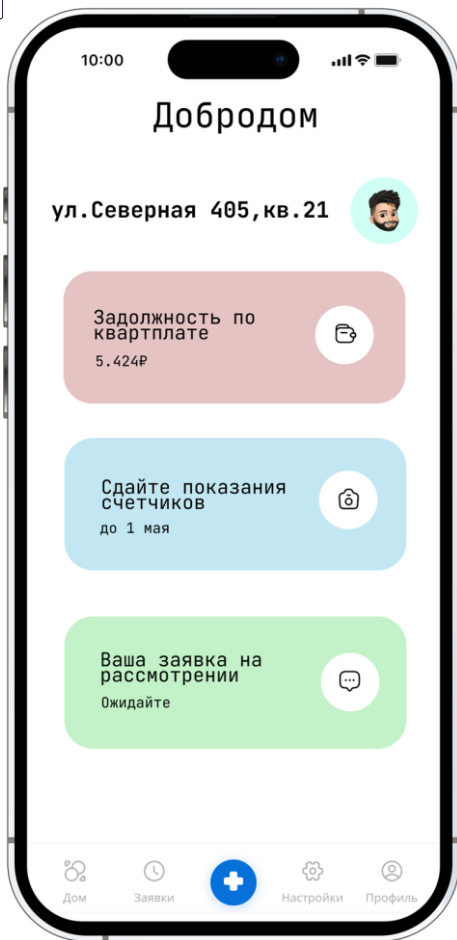 10:00
Добродом
ул.Северная 405,кв.21
Задолжность по
квартплате
5.424₽
Сдайте показания
счетчиков
до 1 мая
Ваша заявка на
рассмотрении
Ожидайте
Дом
Заявки
Настройки
Профиль